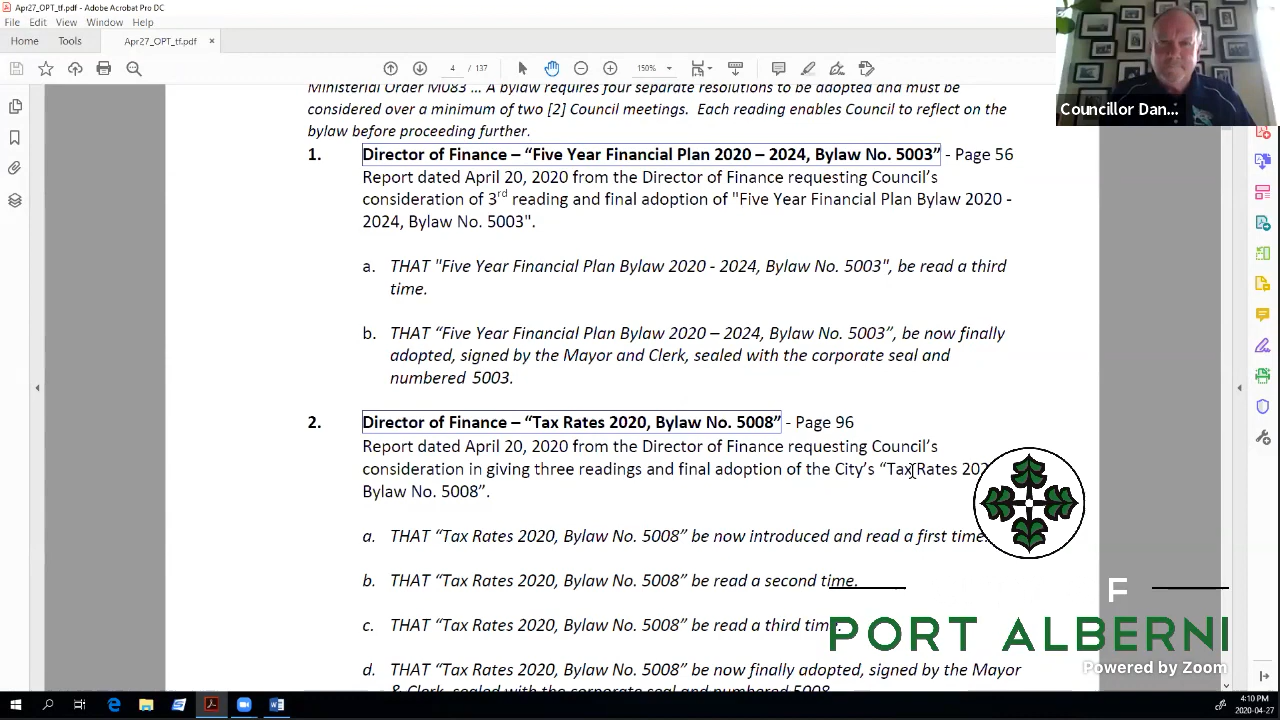 Apr27_OPT_tf.pdf - Adobe Acrobat Pro DC
File Edit View Window Help
Home Tools Apr27_OPT_tf.pdf ×
4 / 137 150%
Ministerial Order M083 … A bylaw requires four separate resolutions to be adopted and must be
considered over a minimum of two [2] Council meetings. Each reading enables Council to reflect on the
bylaw before proceeding further.
1. Director of Finance – “Five Year Financial Plan 2020 – 2024, Bylaw No. 5003” - Page 56
Report dated April 20, 2020 from the Director of Finance requesting Council’s
consideration of 3rd reading and final adoption of "Five Year Financial Plan Bylaw 2020 -
2024, Bylaw No. 5003".
a. THAT "Five Year Financial Plan Bylaw 2020 - 2024, Bylaw No. 5003", be read a third
time.
b. THAT “Five Year Financial Plan Bylaw 2020 – 2024, Bylaw No. 5003”, be now finally
adopted, signed by the Mayor and Clerk, sealed with the corporate seal and
numbered 5003.
2. Director of Finance – “Tax Rates 2020, Bylaw No. 5008” - Page 96
Report dated April 20, 2020 from the Director of Finance requesting Council’s
consideration in giving three readings and final adoption of the City’s “Tax Rates 202
Bylaw No. 5008”.
a. THAT “Tax Rates 2020, Bylaw No. 5008” be now introduced and read a first time.
b. THAT “Tax Rates 2020, Bylaw No. 5008” be read a second time.
c. THAT “Tax Rates 2020, Bylaw No. 5008” be read a third time.
d. THAT “Tax Rates 2020, Bylaw No. 5008” be now finally adopted, signed by the Mayor
& Clerk, sealed with the corporate seal and numbered 5008
Councillor Dan...
F
PORT ALBERNI
Powered by Zoom
4:10 PM
2020-04-27